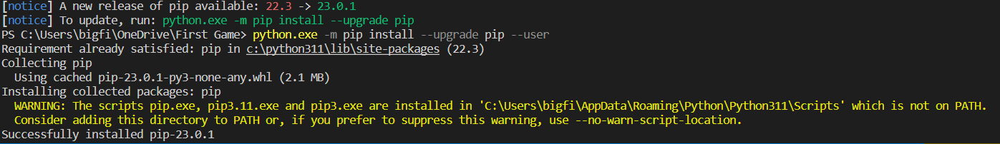 [notice] A new release of pip available: 22.3 -> 23.0.1
[notice] To update, run: python.exe -m pip install --upgrade pip
PS C:\Users\bigfi\OneDrive\First Game> python.exe -m pip install --upgrade pip --user
Requirement already satisfied: pip in c:\python311\lib\site-packages (22.3)
Collecting pip
  Using cached pip-23.0.1-py3-none-any.whl (2.1 MB)
Installing collected packages: pip
  WARNING: The scripts pip.exe, pip3.11.exe and pip3.exe are installed in 'C:\Users\bigfi\AppData\Roaming\Python\Python311\Scripts' which is not on PATH.
  Consider adding this directory to PATH or, if you prefer to suppress this warning, use --no-warn-script-location.
Successfully installed pip-23.0.1